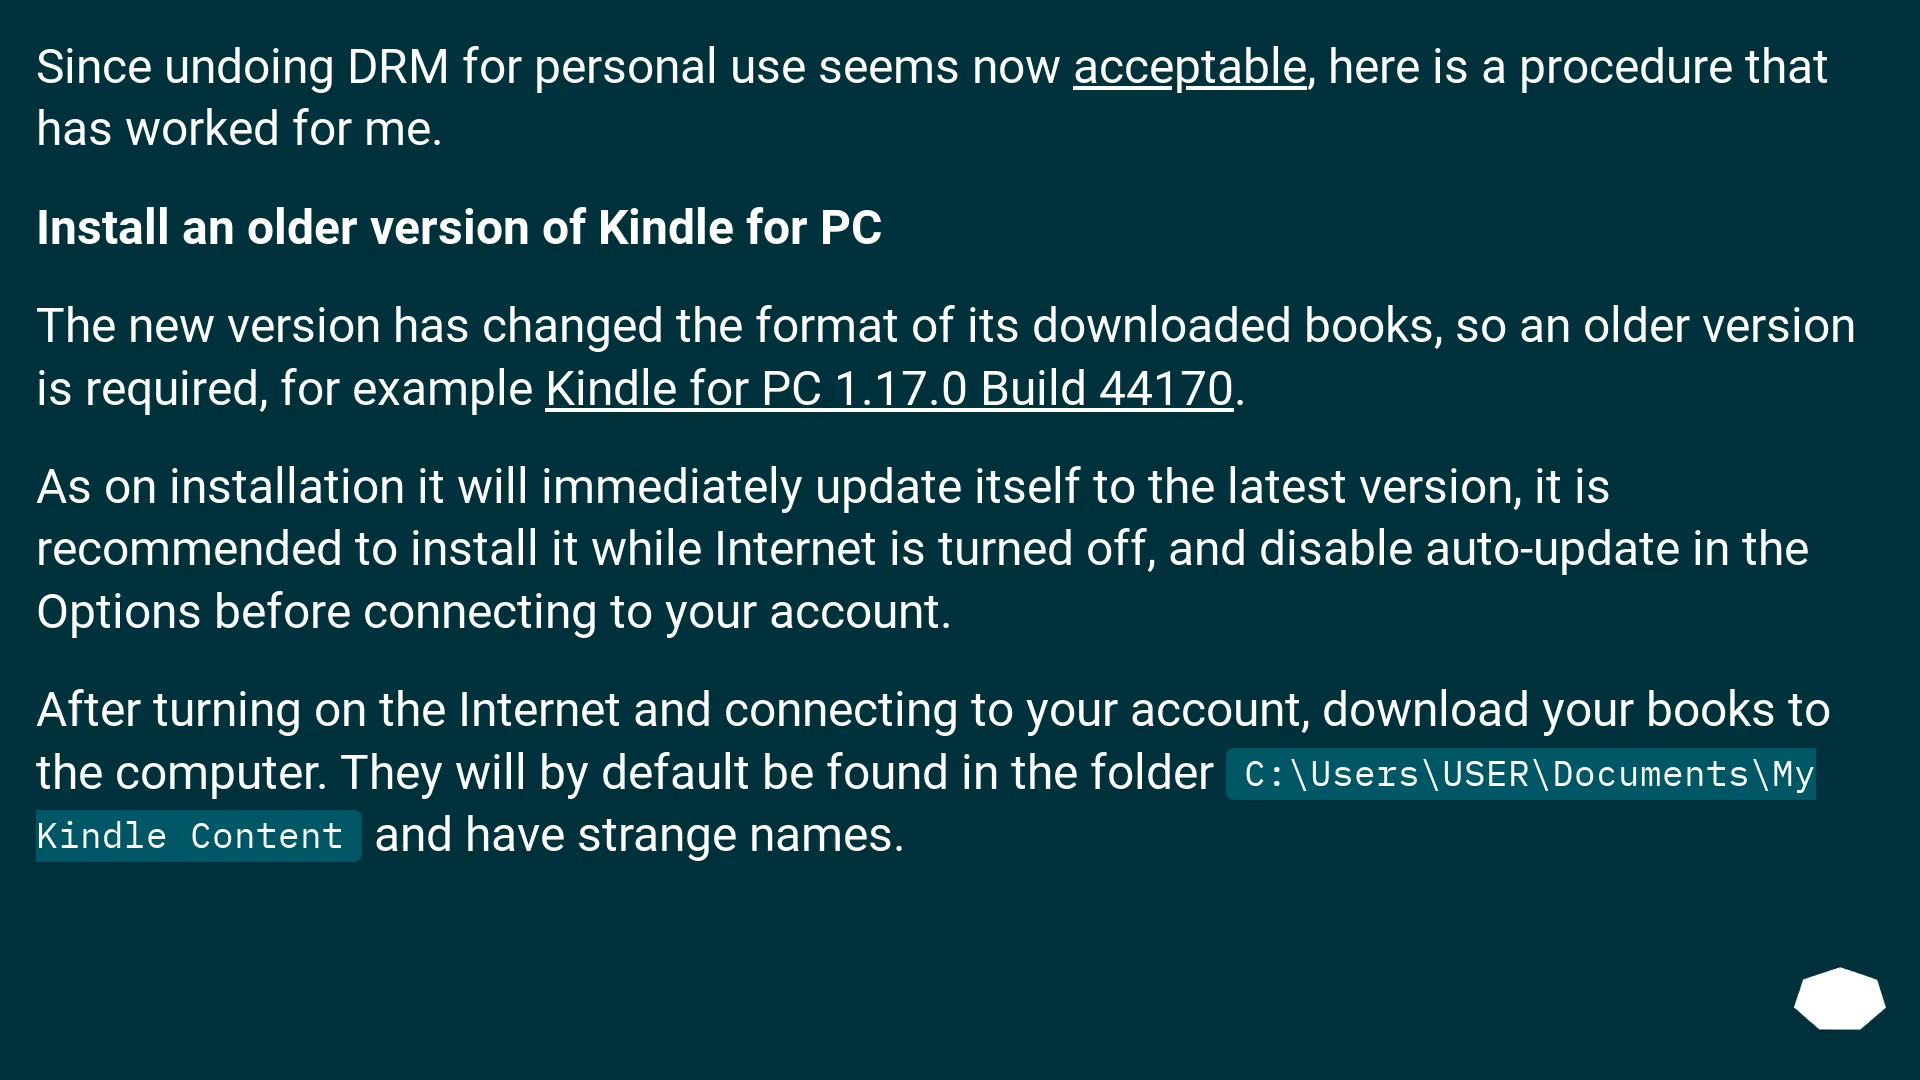 Since undoing DRM for personal use seems now acceptable, here is a procedure that
has worked for me.
Install an older version of Kindle for PC
The new version has changed the format of its downloaded books, so an older version
is required, for example Kindle for PC 1.17.0 Build 44170.
As on installation it will immediately update itself to the latest version, it is
recommended to install it while Internet is turned off, and disable auto-update in the
Options before connecting to your account.
After turning on the Internet and connecting to your account, download your books to
the computer. They will by default be found in the folder C:\Users\USER\Documents\My
Kindle Content and have strange names.